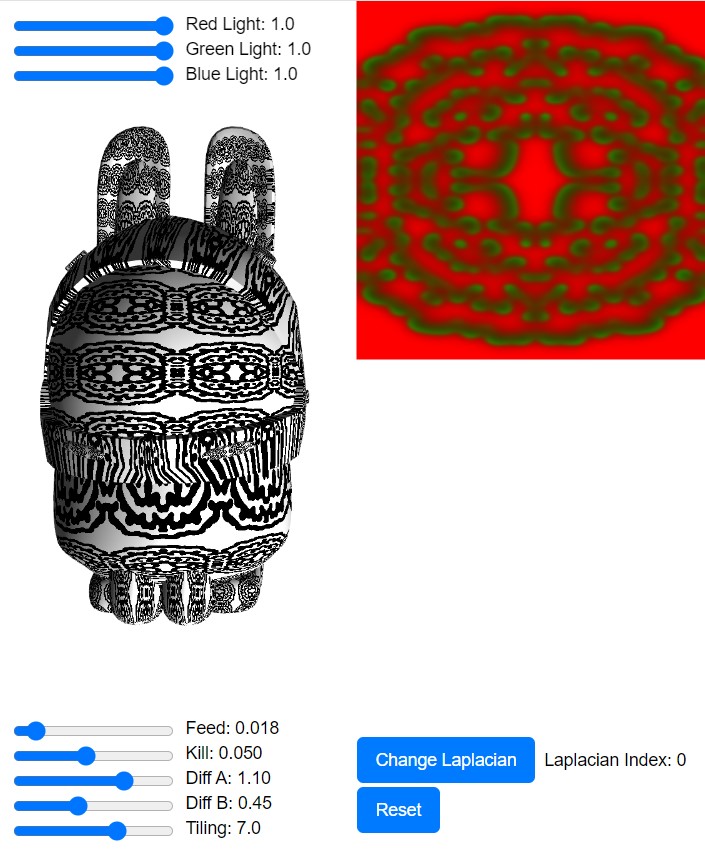 Red Light: 1.0
Green Light: 1.0
Blue Light: 1.0
Feed: 0.018
Kill: 0.050
Diff A: 1.10
Diff B: 0.45
Tiling: 7.0
Change Laplacian
Laplacian Index: 0
Reset